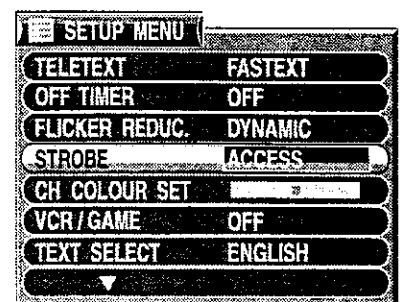 SETUP MENU
TELETEXT FASTEXT
OFF TIMER OFF
FLICKER REDUC. DYNAMIC
STROBE ACCESS
CH COLOUR SET
VCR/GAME OFF
TEXT SELECT ENGLISH